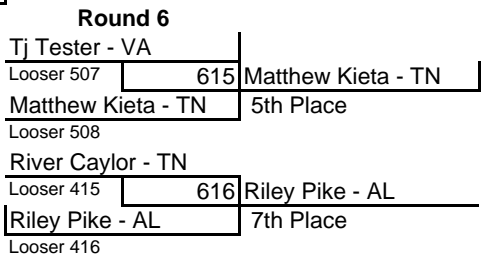 Round 6
Tj Tester - VA
Looser 507
615 Matthew Kieta - TN
Matthew Kieta - TN
5th Place
Looser 508
River Caylor - TN
Looser 415
616 Riley Pike - AL
Riley Pike - AL
7th Place
Looser 416